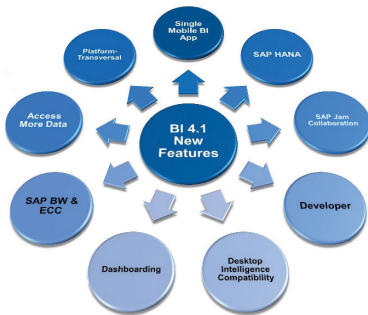 Single
Mobile BI
App
Platform-
Transversal
SAP HANA
Access
More Data
BI 4.1
New
Features
SAP Jam
Collaboration
SAP BW &
ECC
Developer
Dashboarding
Desktop
Intelligence
Compatibility